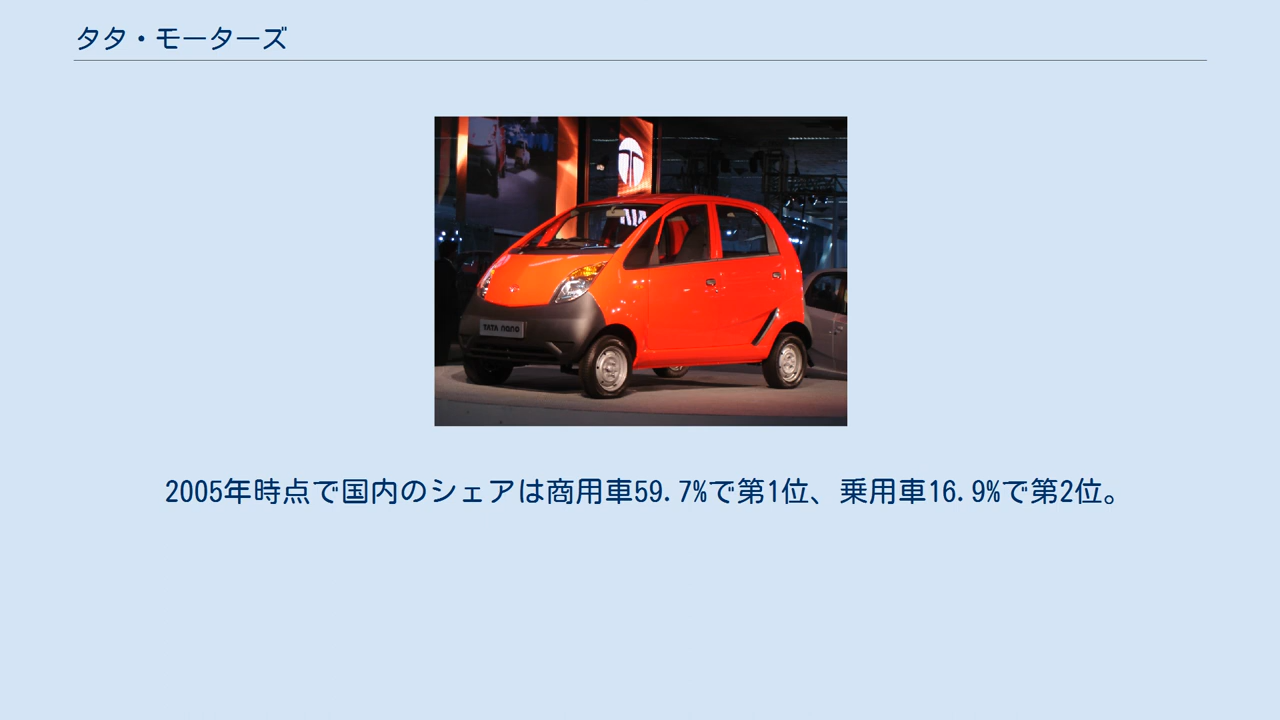 タタ・モーターズ
TATA nano
2005年時点で国内のシェアは商用車59.7%で第1位、乗用車16.9%で第2位。